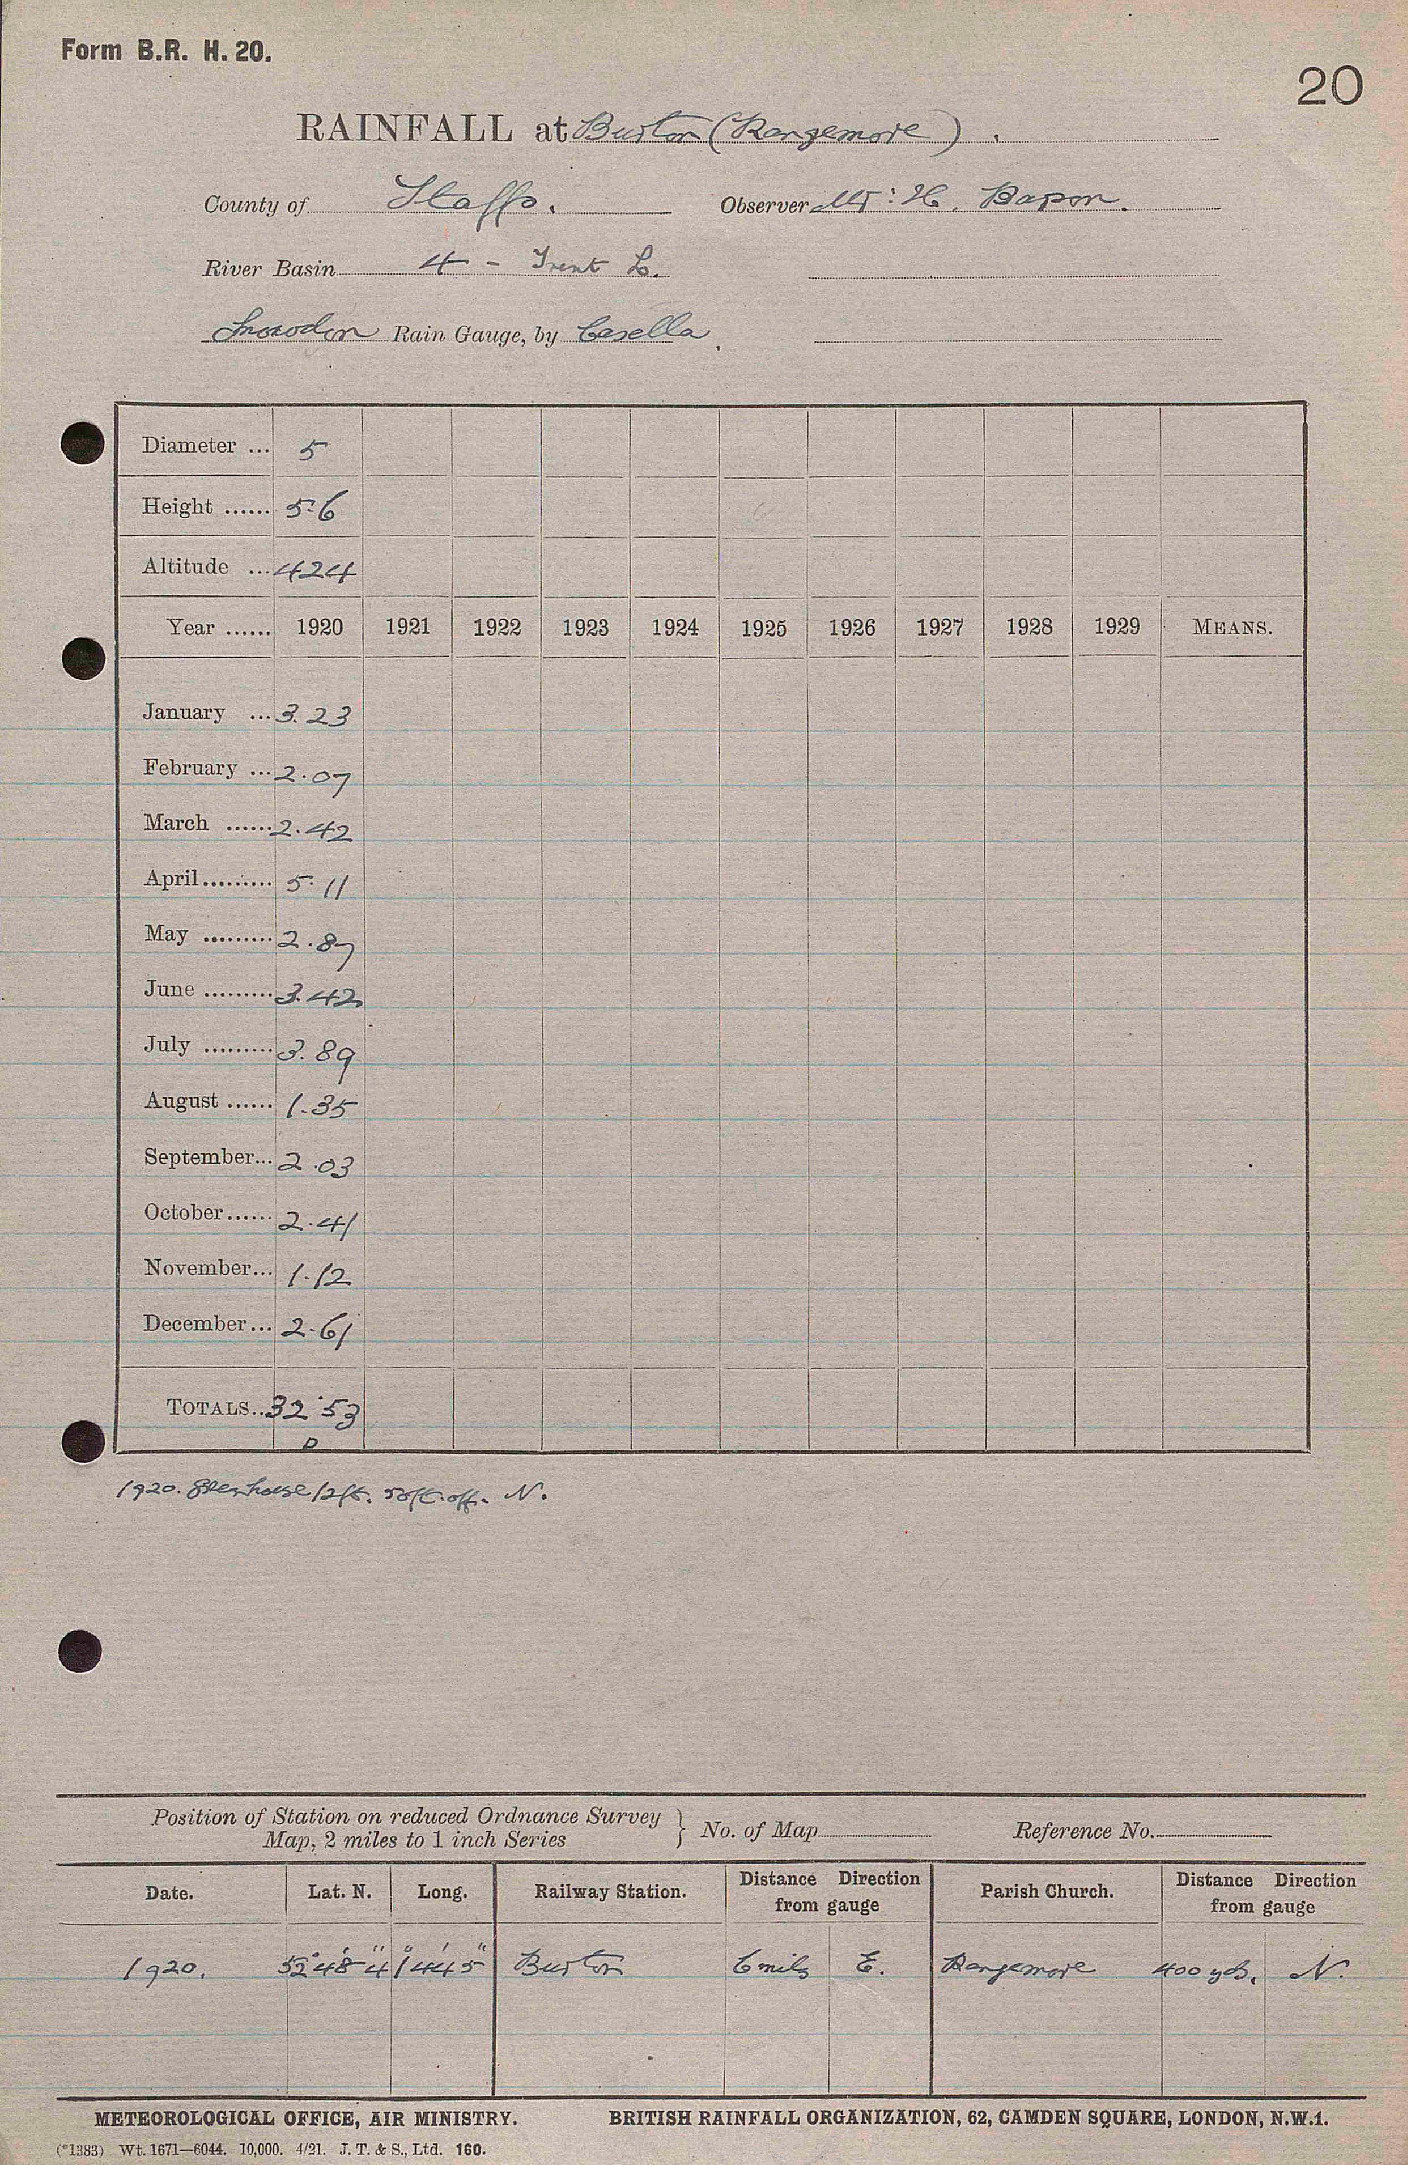 Form B.R. H. 20.
20
RAINFALL at Burton (Rangemore).
County of Staffs. Observer Mr: H.
River Basin 4 - Trent L.
Snowdon Rain Gauge, by Casella.
Diameter ... 5
Height ...... 5.6
Altitude ... 424
Year ...... 1920 1921 1922 1923 1924 1925 1926 1927 1928 1929 MEANS.
January ... 3.23
February ... 2.07
March ...... 2.42
April ......... 5.11
May ......... 2.87
June ......... 3.42
July ......... 3.89
August ...... 1.35
September... 2.03
October...... 2.41
November... 1.12
December... 2.61
TOTALS.. 32.53
D
1920. Greenhouse 12ft. 50ft. off. N.
Position of Station on reduced Ordnance Survey
Map, 2 miles to 1 inch Series } No. of Map Reference No.
Date. Lat. N. Long. Railway Station. Distance Direction from gauge Parish Church. Distance Direction from gauge
1920. 52° 48' 4" 1° 44' 5" Burton 6 mils E. Rangemore 400 yds. N.
METEOROLOGICAL OFFICE, AIR MINISTRY. BRITISH RAINFALL ORGANIZATION, 62, CAMDEN SQUARE, LONDON, N.W.1.
(*1383) Wt. 1671—6044. 10,000. 4/21. J. T. & S., Ltd. 160.